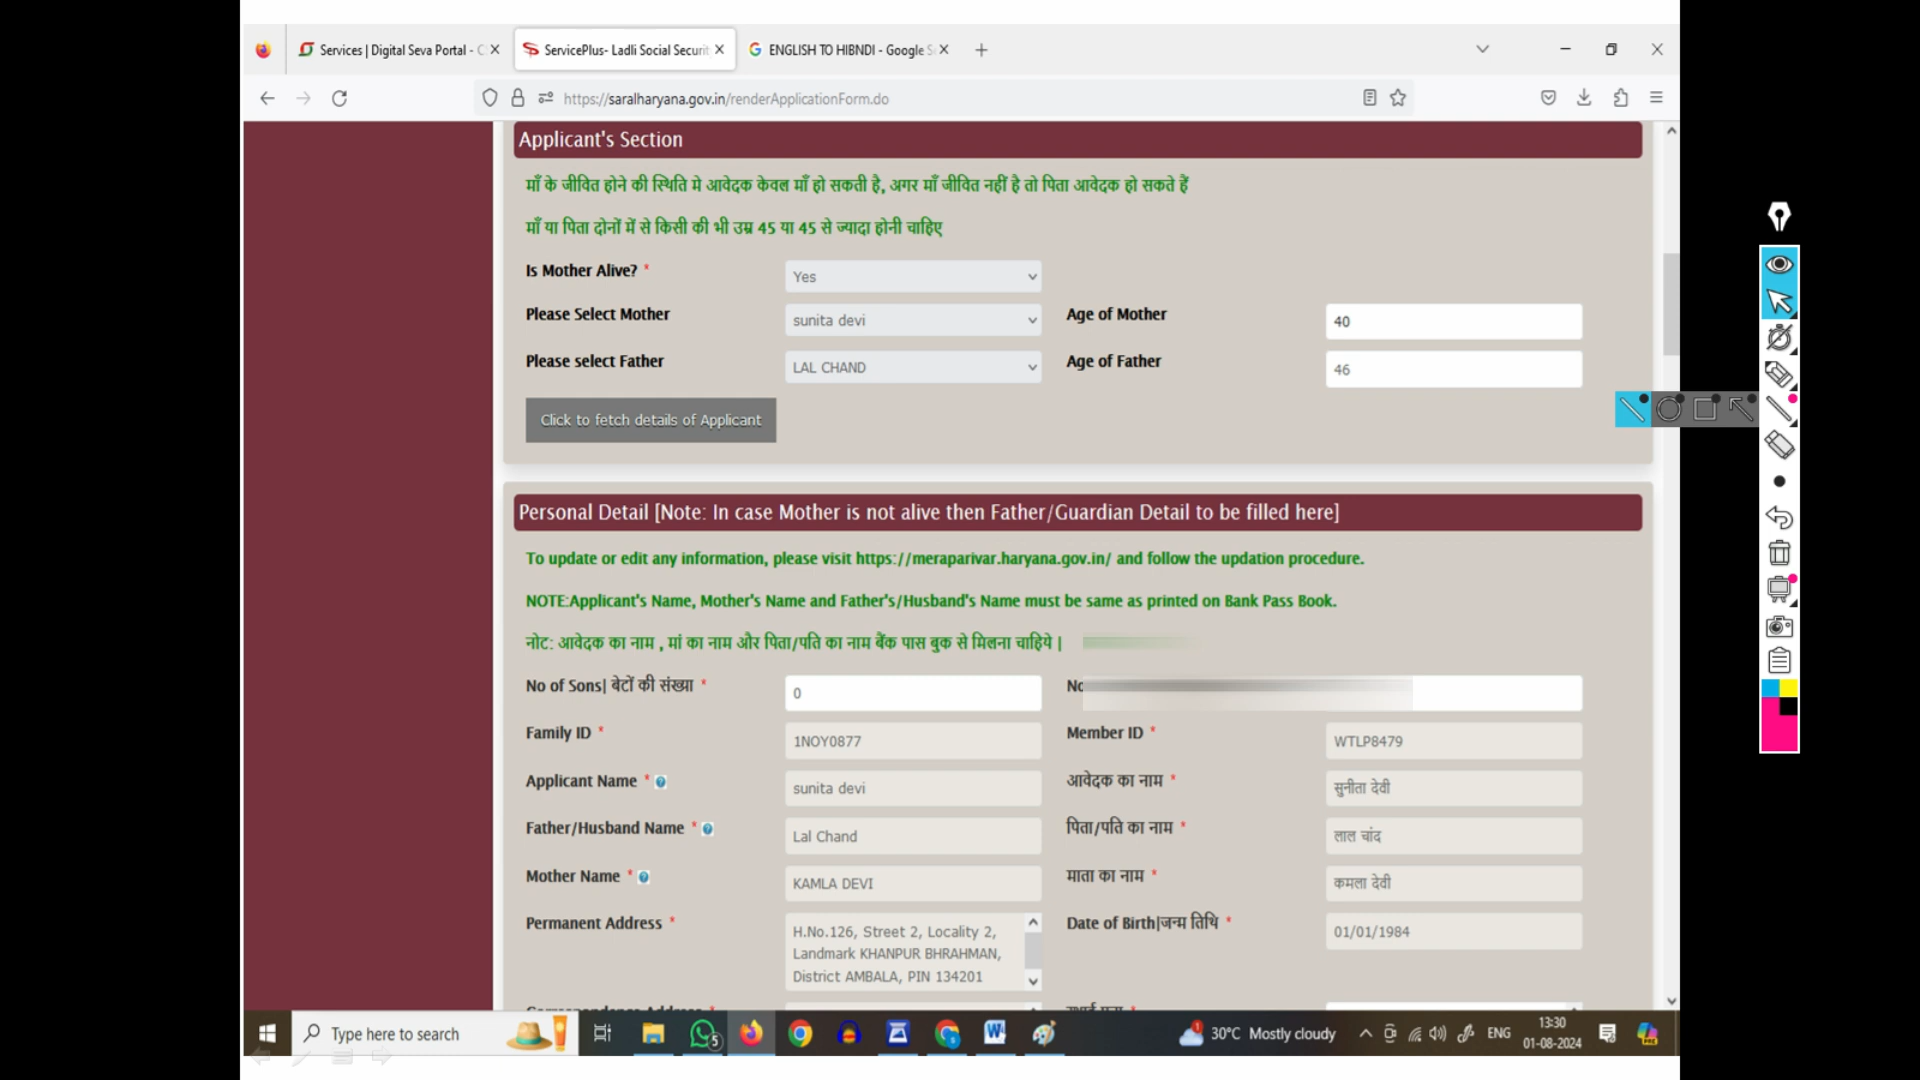 Services | Digital Seva Portal - C
ServicePlus- Ladli Social Securit
ENGLISH TO HIBNDI - Google S
https://saralharyana.gov.in/renderApplicationForm.do
Applicant's Section
माँ के जीवित होने की स्थिति मे आवेदक केवल माँ हो सकती है, अगर माँ जीवित नहीं है तो पिता आवेदक हो सकते हैं
माँ या पिता दोनों में से किसी की भी उम्र 45 या 45 से ज्यादा होनी चाहिए
Is Mother Alive? * Yes
Please Select Mother sunita devi Age of Mother 40
Please select Father LAL CHAND Age of Father 46
Click to fetch details of Applicant
Personal Detail [Note: In case Mother is not alive then Father/Guardian Detail to be filled here]
To update or edit any information, please visit https://meraparivar.haryana.gov.in/ and follow the updation procedure.
NOTE:Applicant's Name, Mother's Name and Father's/Husband's Name must be same as printed on Bank Pass Book.
नोट: आवेदक का नाम , मां का नाम और पिता/पति का नाम बैंक पास बुक से मिलना चाहिये |
No of Sons| बेटों की संख्या * 0 No
Family ID * 1NOY0877 Member ID * WTLP8479
Applicant Name * sunita devi आवेदक का नाम * सुनीता देवी
Father/Husband Name * Lal Chand पिता/पति का नाम * लाल चांद
Mother Name * KAMLA DEVI माता का नाम * कमला देवी
Permanent Address * H.No.126, Street 2, Locality 2, Date of Birth|जन्म तिथि * 01/01/1984
Landmark KHANPUR BHRAHMAN,
District AMBALA, PIN 134201
Type here to search 5 30°C Mostly cloudy ENG 13:30
01-08-2024